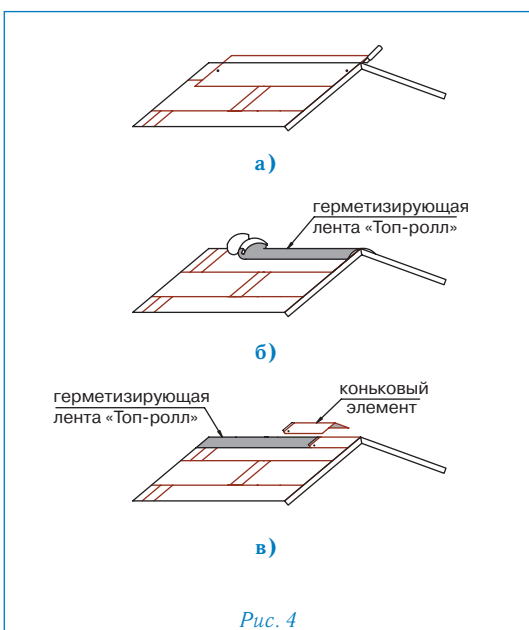 а)
герметизирующая
лента «Топ-ролл»
б)
герметизирующая
лента «Топ-ролл»
коньковый
элемент
в)
Рис. 4